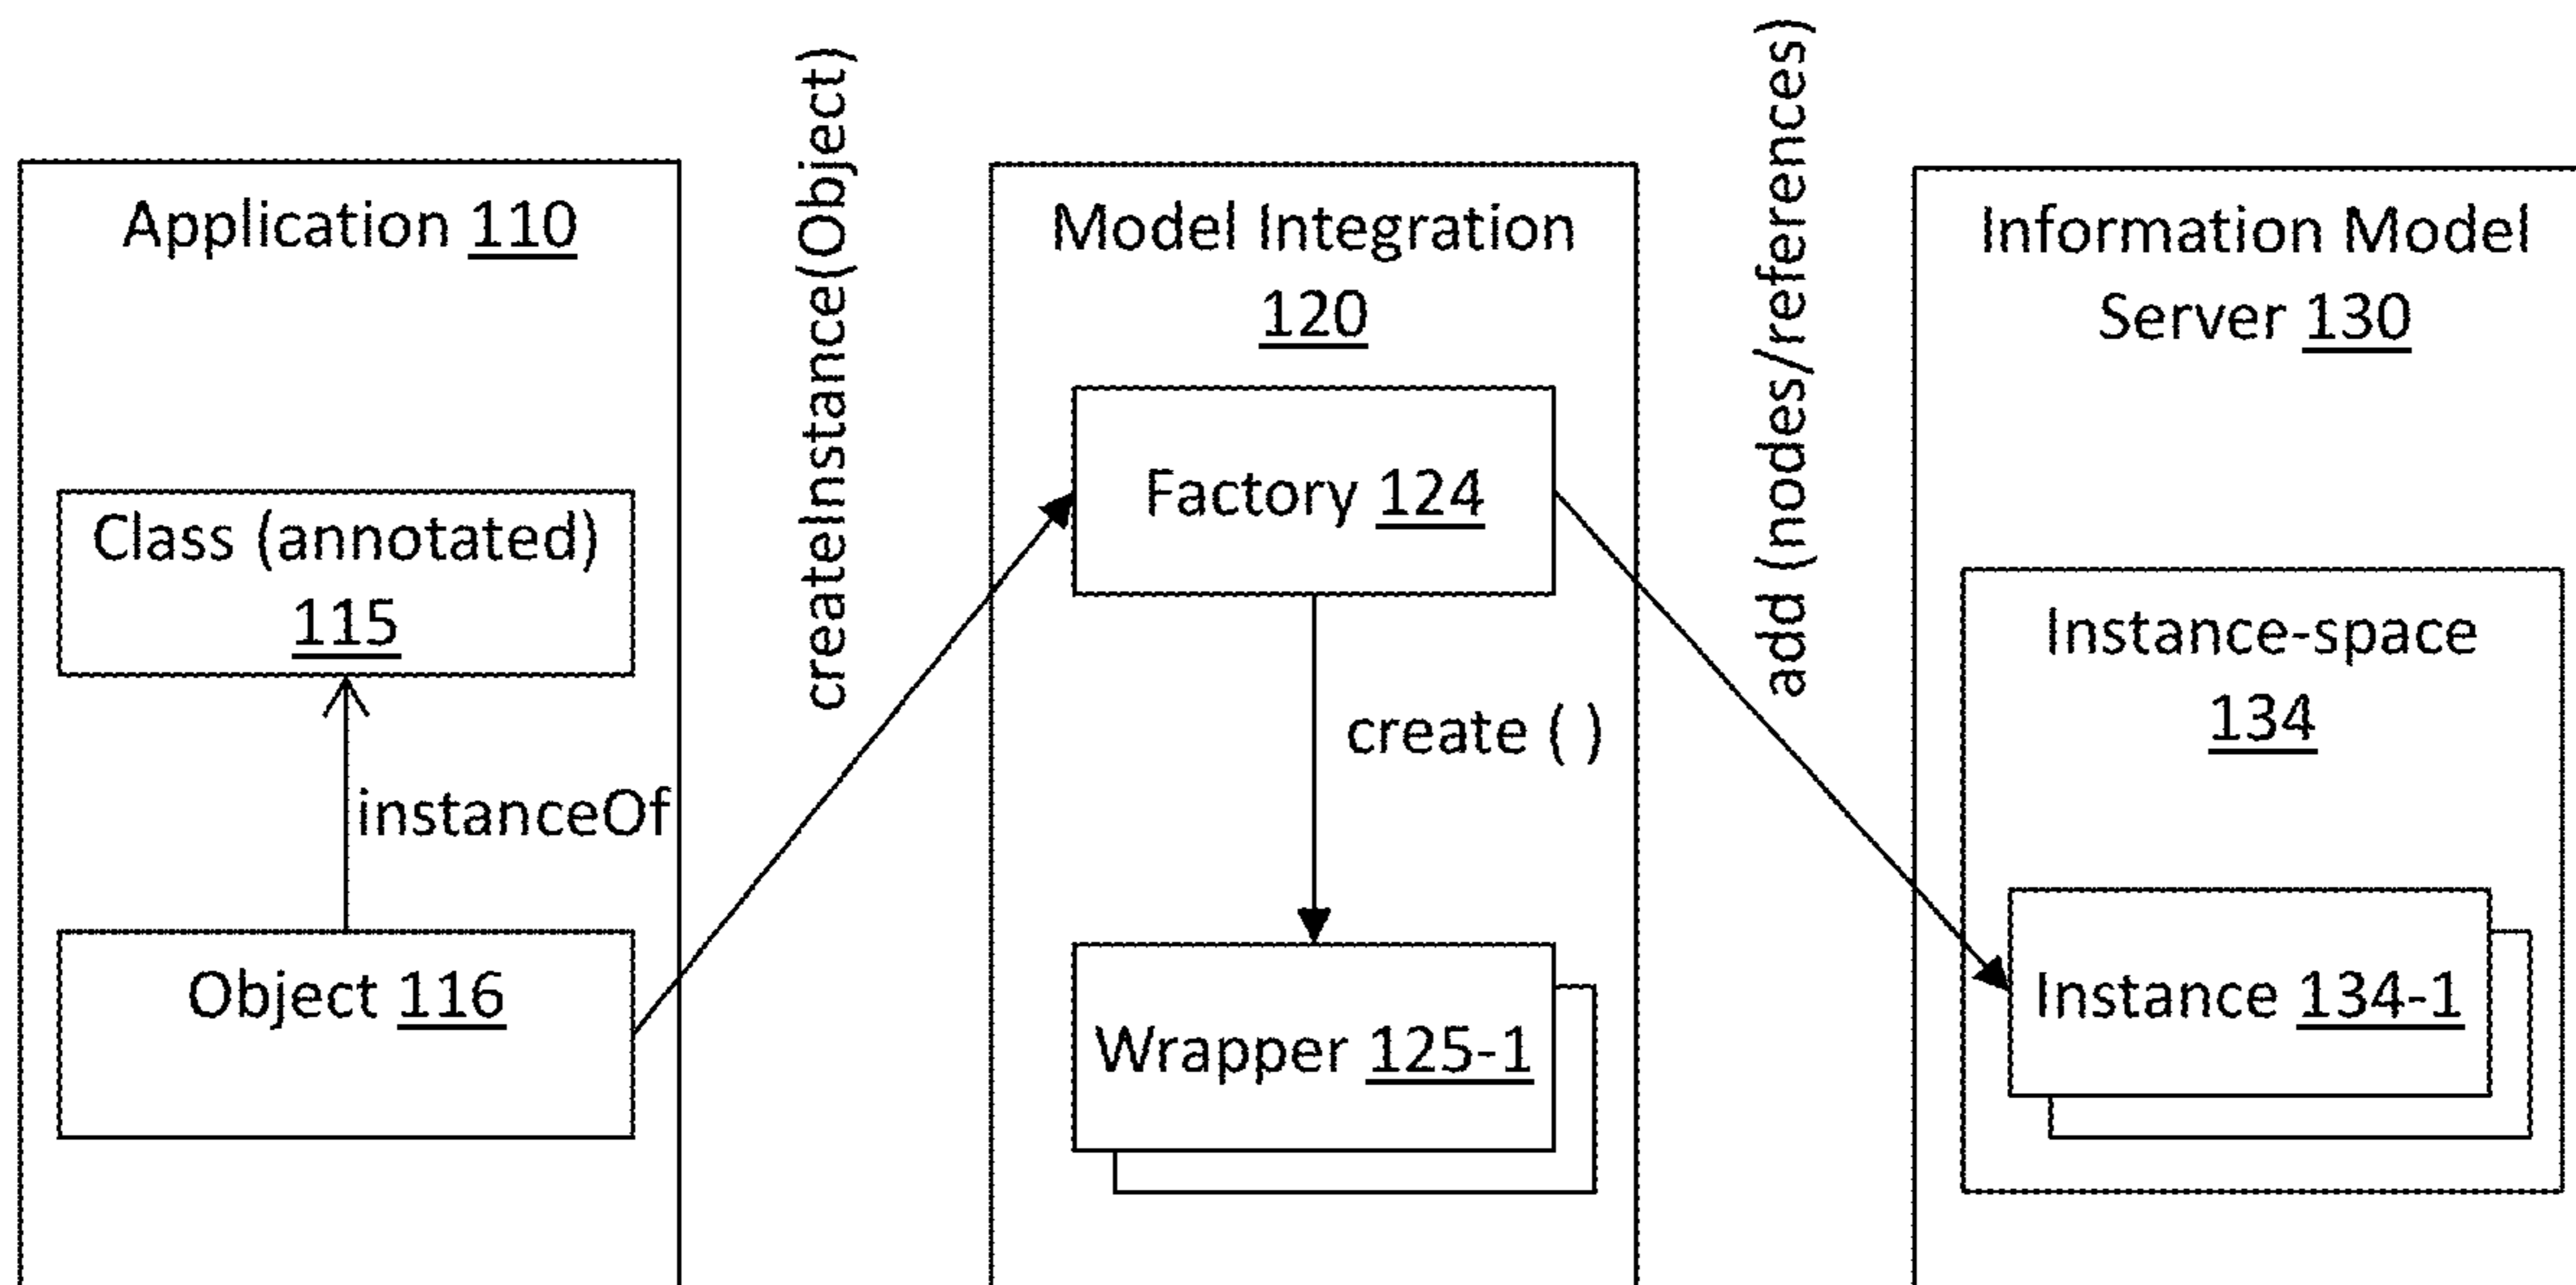 Application 110
Class (annotated)
115
instanceOf
Object 116
createInstance(Object)
Model Integration
120
Factory 124
create ( )
Wrapper 125-1
add (nodes/references)
Information Model
Server 130
Instance-space
134
Instance 134-1